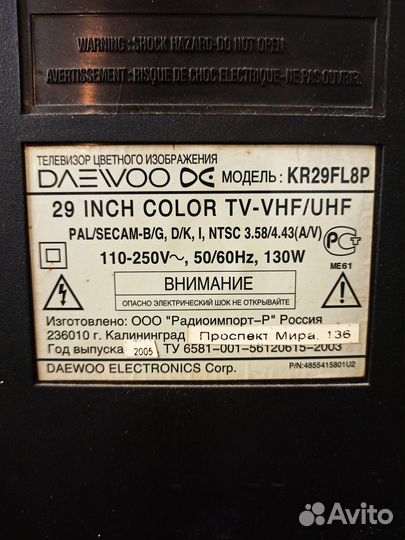 WARNING : SHOCK HAZARD-DO NOT OPEN
AVERTISSEMENT : RISQUE DE CHOC ELECTRIQUE - NE PAS OUVRIR.
ТЕЛЕВИЗОР ЦВЕТНОГО ИЗОБРАЖЕНИЯ
DAEWOO DE МОДЕЛЬ: KR29FL8P
29 INCH COLOR TV-VHF/UHF
PAL/SECAM-B/G, D/K, I, NTSC 3.58/4.43(A/V)
110-250V~, 50/60Hz, 130W
РСТ
ME61
ВНИМАНИЕ
ОПАСНО ЭЛЕКТРИЧЕСКИЙ ШОК НЕ ОТКРЫВАЙТЕ
Изготовлено: ООО "Радиоимпорт-Р" Россия
236010 г. Калининград Проспект Мира, 136
Год выпуска 2005 ТУ 6581-001-56120615-2003
DAEWOO ELECTRONICS Corp.
P/N:4855415801U2
Avito